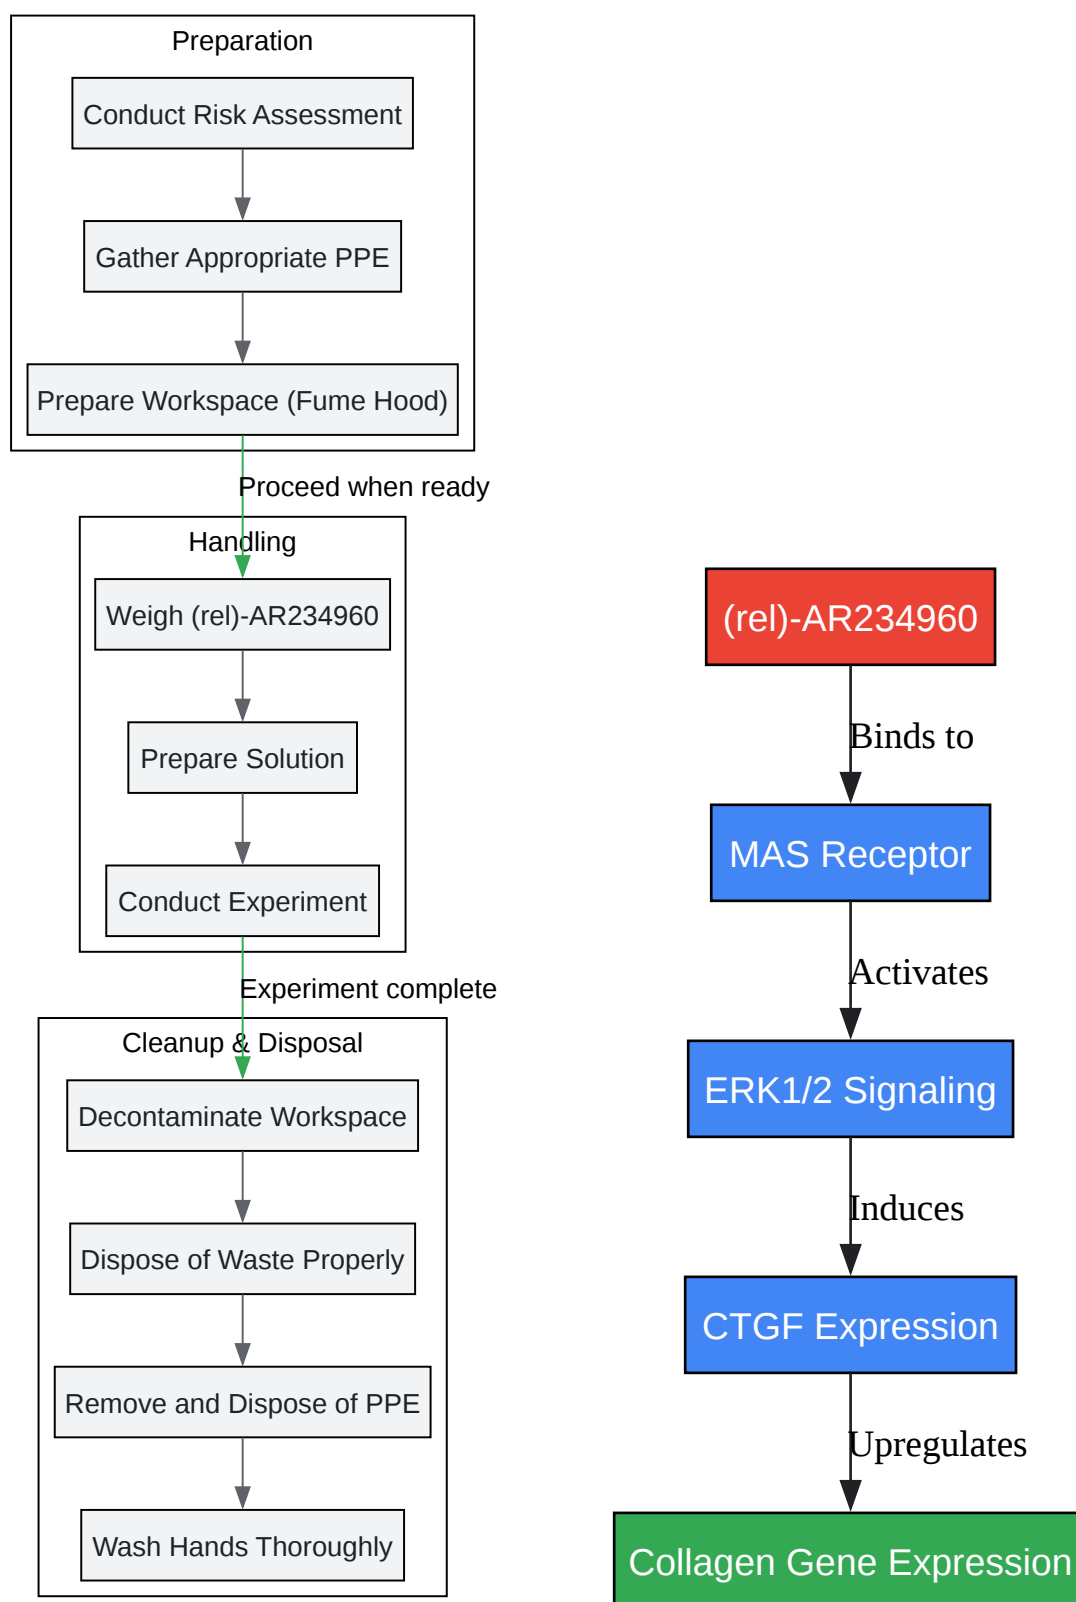 Preparation
Conduct Risk Assessment
Gather Appropriate PPE
Prepare Workspace (Fume Hood)
Proceed when ready
Handling
Weigh (rel)-AR234960
Prepare Solution
Conduct Experiment
Experiment complete
Cleanup & Disposal
Decontaminate Workspace
Dispose of Waste Properly
Remove and Dispose of PPE
Wash Hands Thoroughly
(rel)-AR234960
Binds to
MAS Receptor
Activates
ERK1/2 Signaling
Induces
CTGF Expression
Upregulates
Collagen Gene Expression